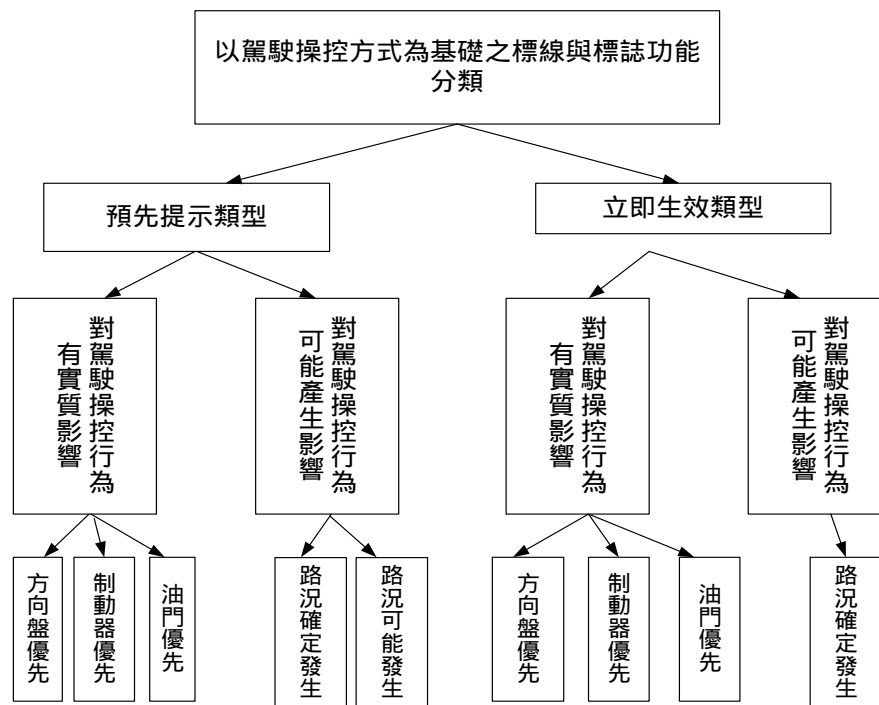 以駕駛操控方式為基礎之標線與標誌功能
分類
預先提示類型
立即生效類型
對駕駛操控行為
有實質影響
對駕駛操控行為
可能產生影響
對駕駛操控行為
有實質影響
對駕駛操控行為
可能產生影響
方向盤優先
制動器優先
油門優先
路況確定發生
路況可能發生
方向盤優先
制動器優先
油門優先
路況確定發生